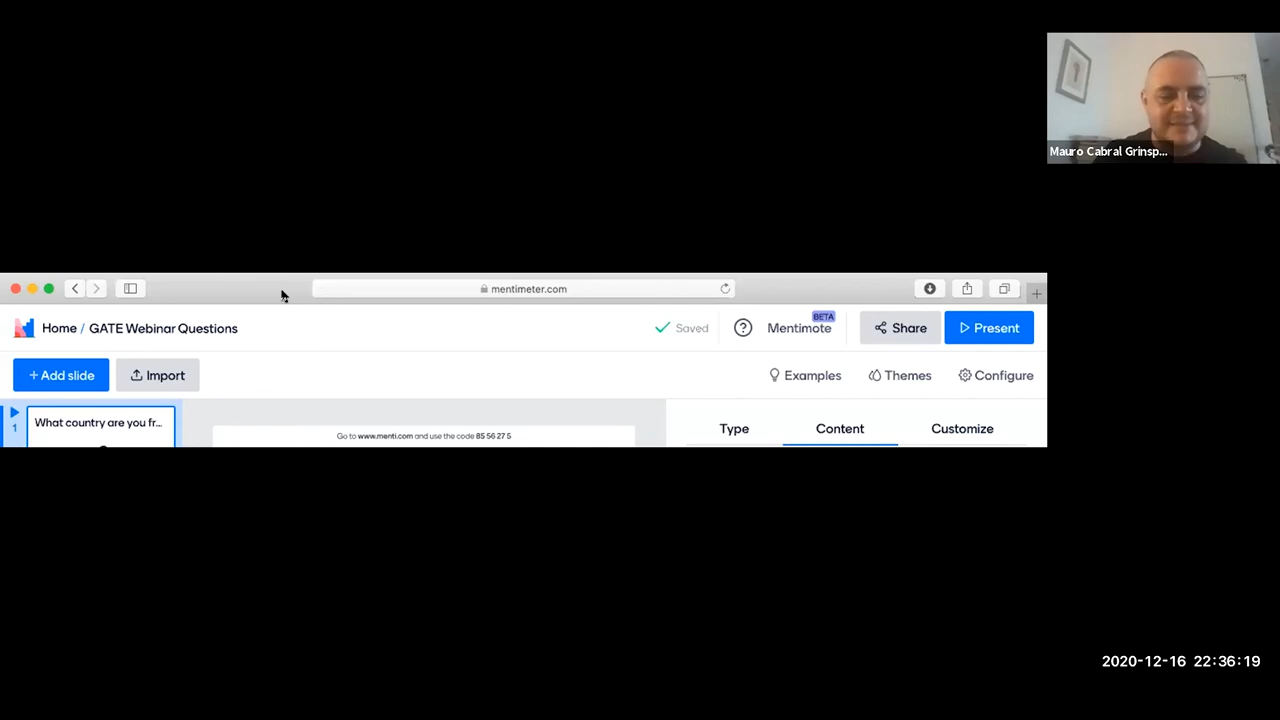 Mauro Cabral Grinsp...
mentimeter.com
Home / GATE Webinar Questions
Saved
?
Mentimote
BETA
Share
Present
+ Add slide
Import
Examples
Themes
Configure
1
What country are you fr...
Go to www.menti.com and use the code 85 56 27 5
Type
Content
Customize
2020-12-16 22:36:19